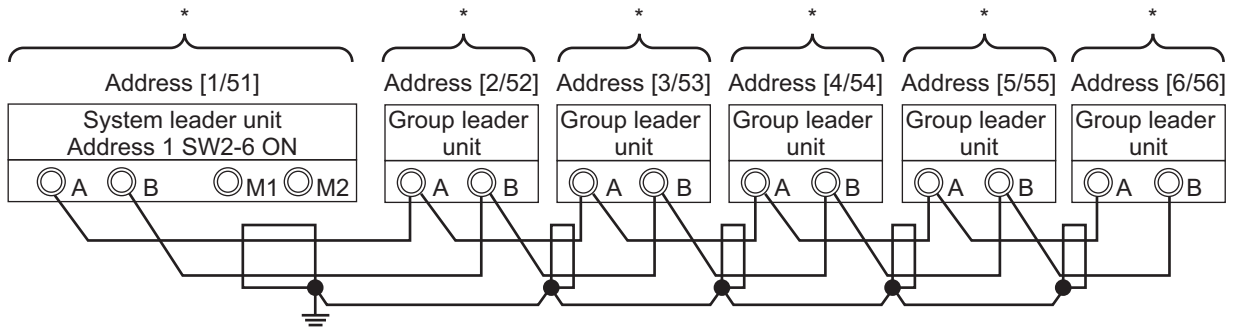 * * * * * *
Address [1/51] Address [2/52] Address [3/53] Address [4/54] Address [5/55] Address [6/56]
System leader unit
Address 1 SW2-6 ON
Group leader
unit
Group leader
unit
Group leader
unit
Group leader
unit
Group leader
unit
A B M1 M2 A B A B A B A B A B